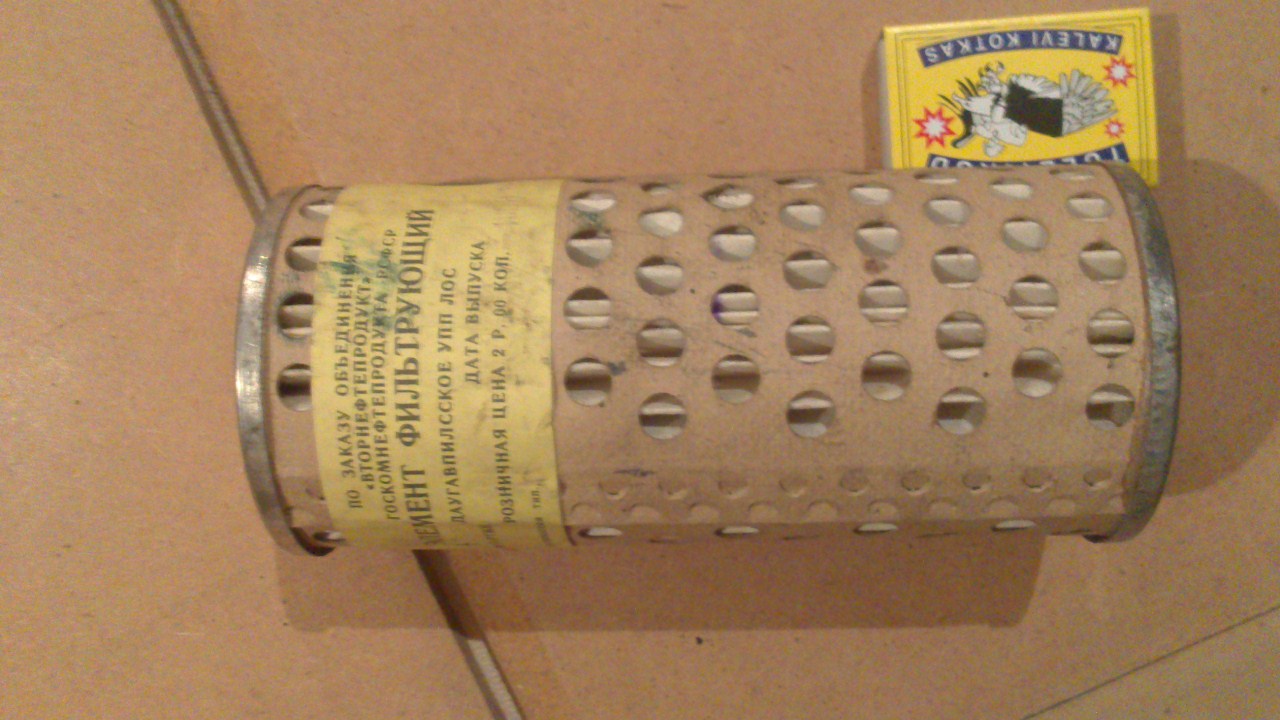 ПО ЗАКАЗУ ОБЪЕДИНЕНИЯ
«ВТОРНЕФТЕПРОДУКТ»
ГОСКОМНЕФТЕПРОДУКТА РСФСР
ЭЛЕМЕНТ ФИЛЬТРУЮЩИЙ
ДАУГАВПИЛССКОЕ УПП ЛОС
ДАТА ВЫПУСКА
РОЗНИЧНАЯ ЦЕНА 2 Р. 00 КОП.
тип.
KALEVI KOTKAS